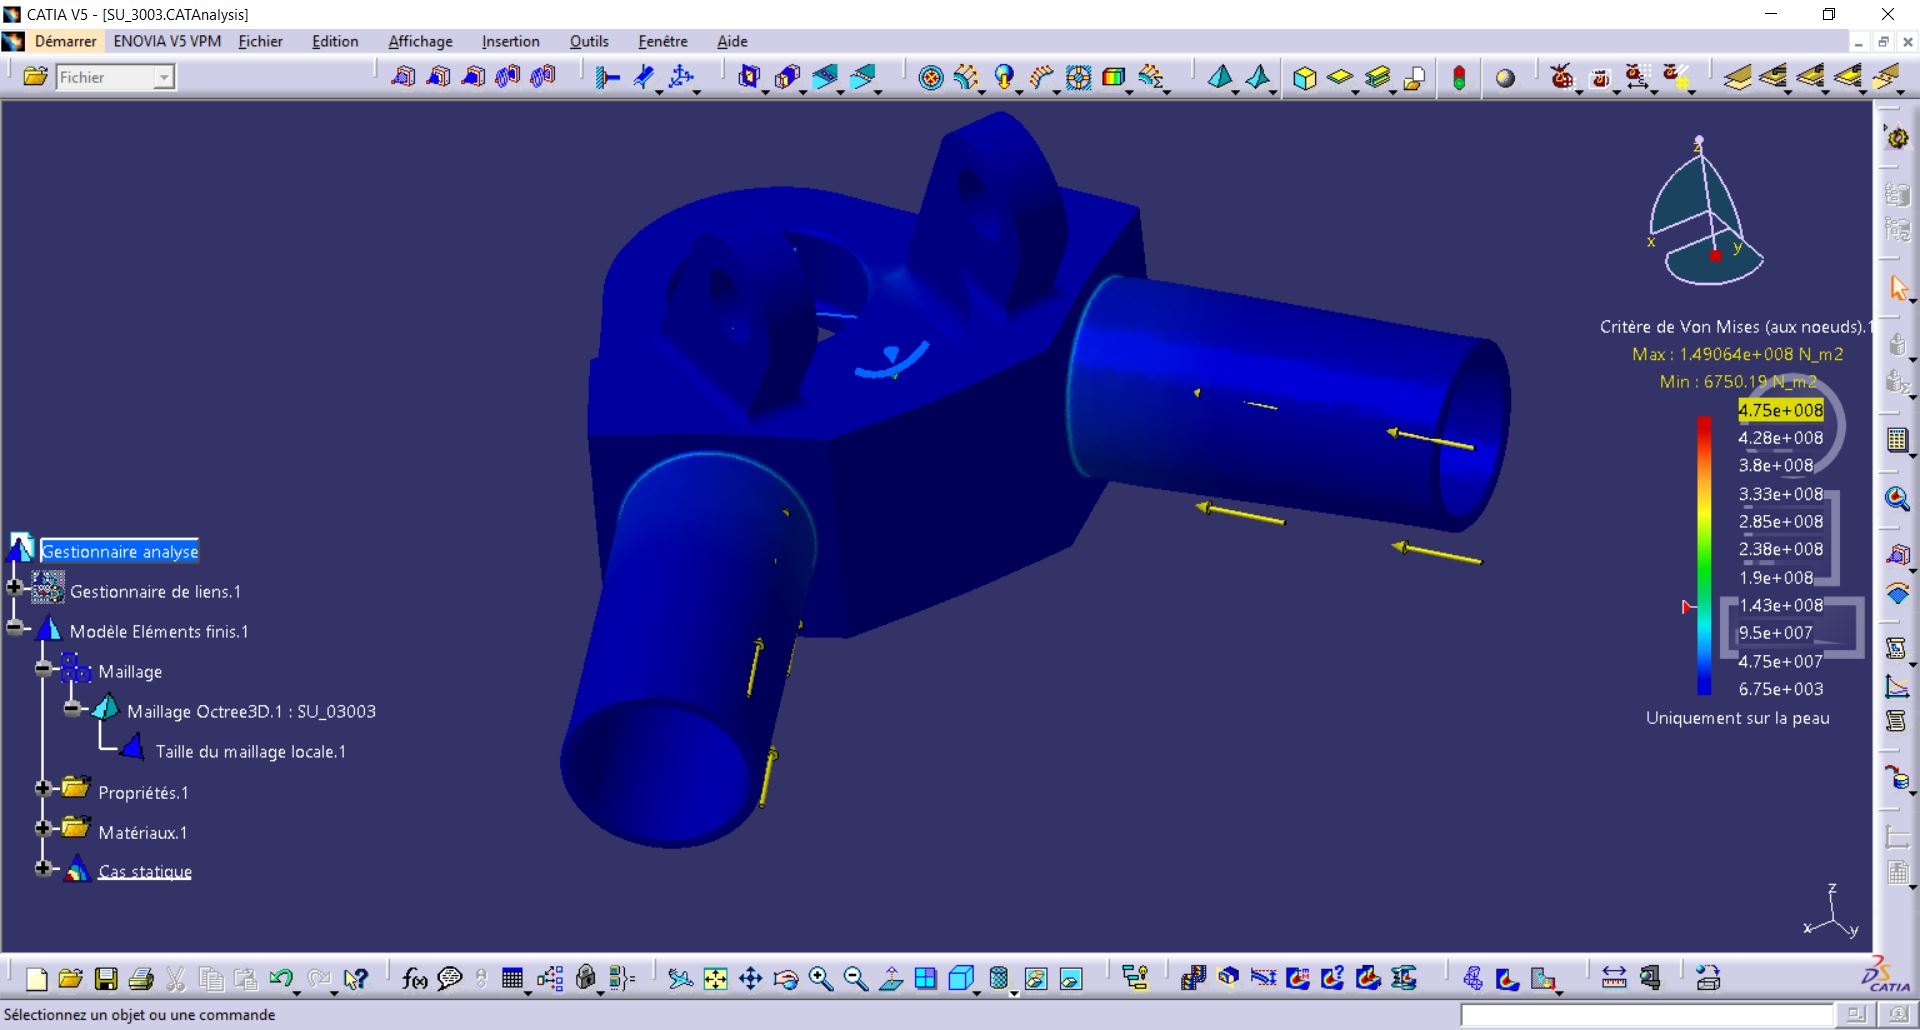 CATIA V5 - [SU_3003.CATAnalysis]
Démarrer ENOVIA V5 VPM Fichier Edition Affichage Insertion Outils Fenêtre Aide
Fichier
z
x y
Critère de Von Mises (aux noeuds).1
Max : 1.49064e+008 N_m2
Min : 6750.19 N_m2
4.75e+008
4.28e+008
3.8e+008
3.33e+008
2.85e+008
2.38e+008
1.9e+008
1.43e+008
9.5e+007
4.75e+007
6.75e+003
Uniquement sur la peau
Gestionnaire analyse
Gestionnaire de liens.1
Modèle Eléments finis.1
Maillage
Maillage Octree3D.1 : SU_03003
Taille du maillage locale.1
Propriétés.1
Matériaux.1
Cas statique
z
x y
f(x)
CATIA
Sélectionnez un objet ou une commande